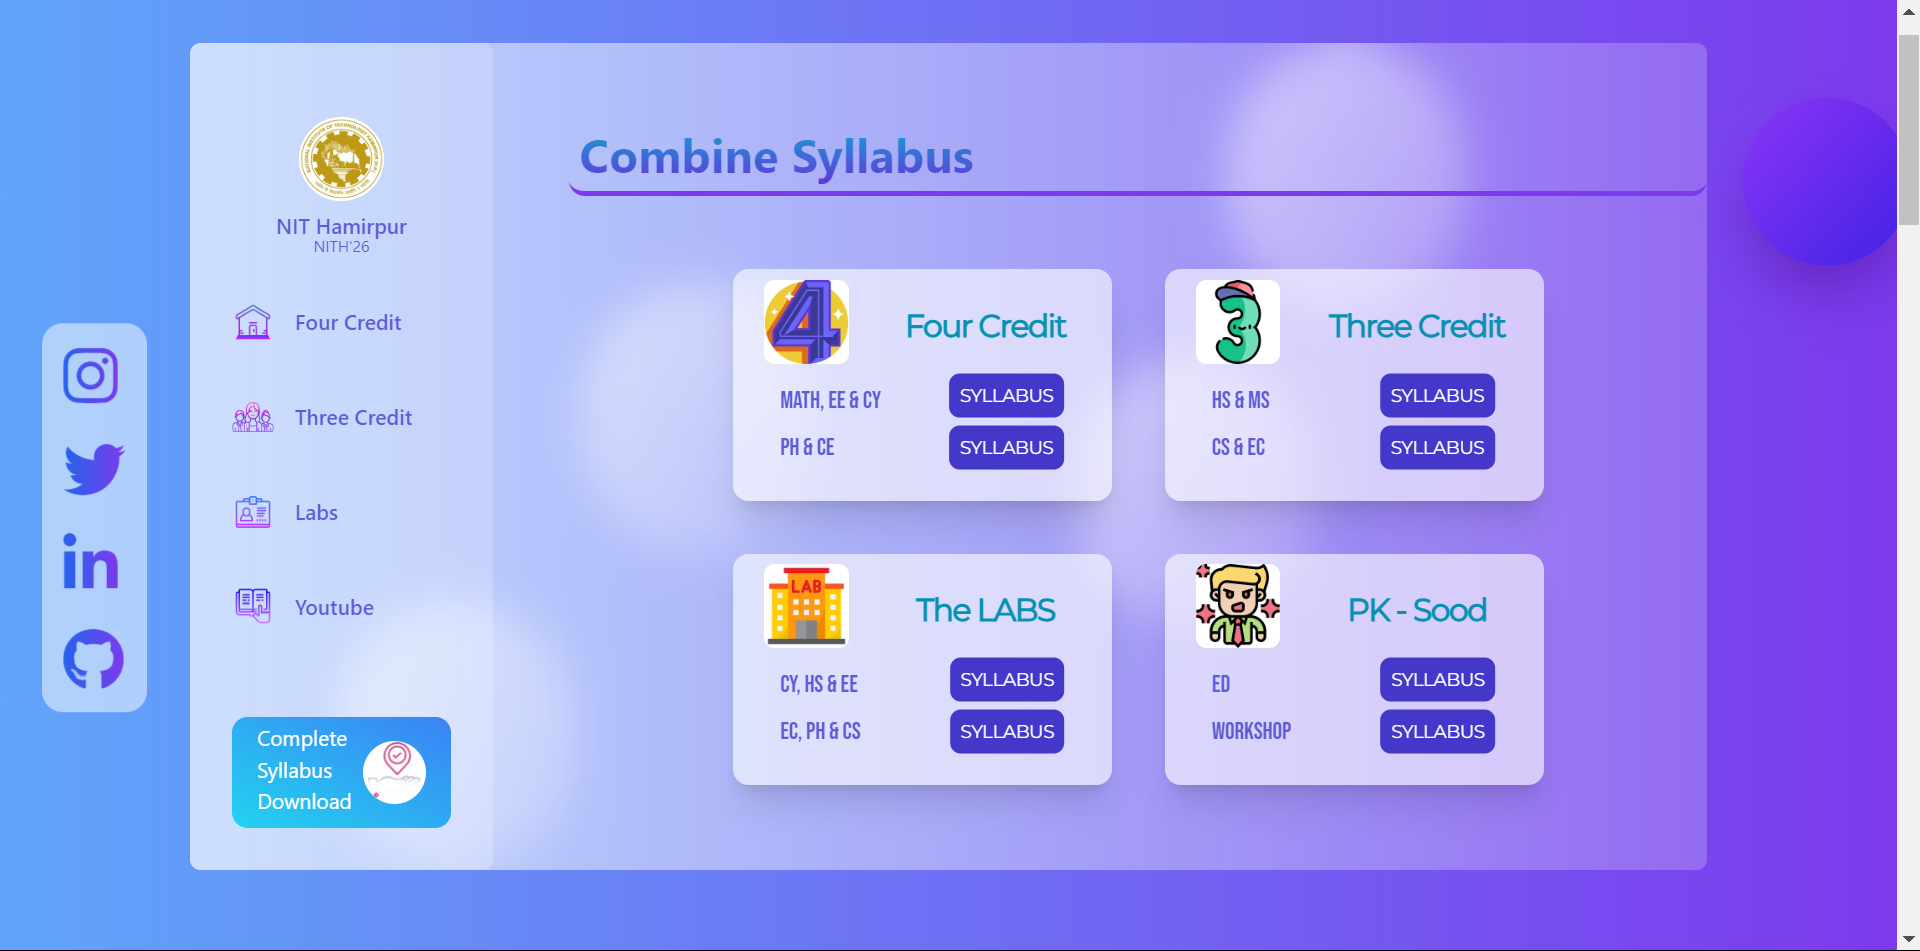 NIT Hamirpur
NITH'26
Four Credit
Three Credit
Labs
Youtube
Complete
Syllabus
Download
Combine Syllabus
Four Credit
MATH, EE & CY
SYLLABUS
PH & CE
SYLLABUS
Three Credit
HS & MS
SYLLABUS
CS & EC
SYLLABUS
LAB
The LABS
CY, HS & EE
SYLLABUS
EC, PH & CS
SYLLABUS
PK - Sood
ED
SYLLABUS
WORKSHOP
SYLLABUS